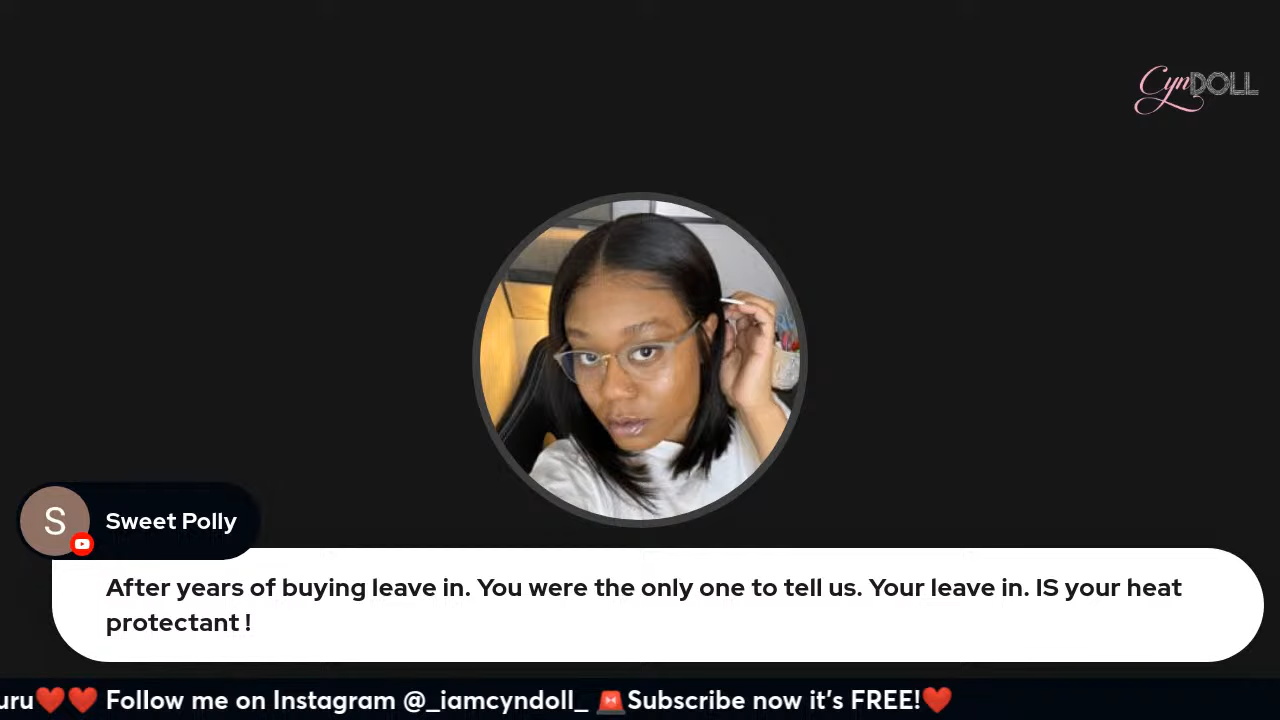 CynDOLL
S
Sweet Polly
After years of buying leave in. You were the only one to tell us. Your leave in. IS your heat
protectant !
uru❤️❤️ Follow me on Instagram @_iamcyndoll_ 🚨Subscribe now it's FREE!❤️